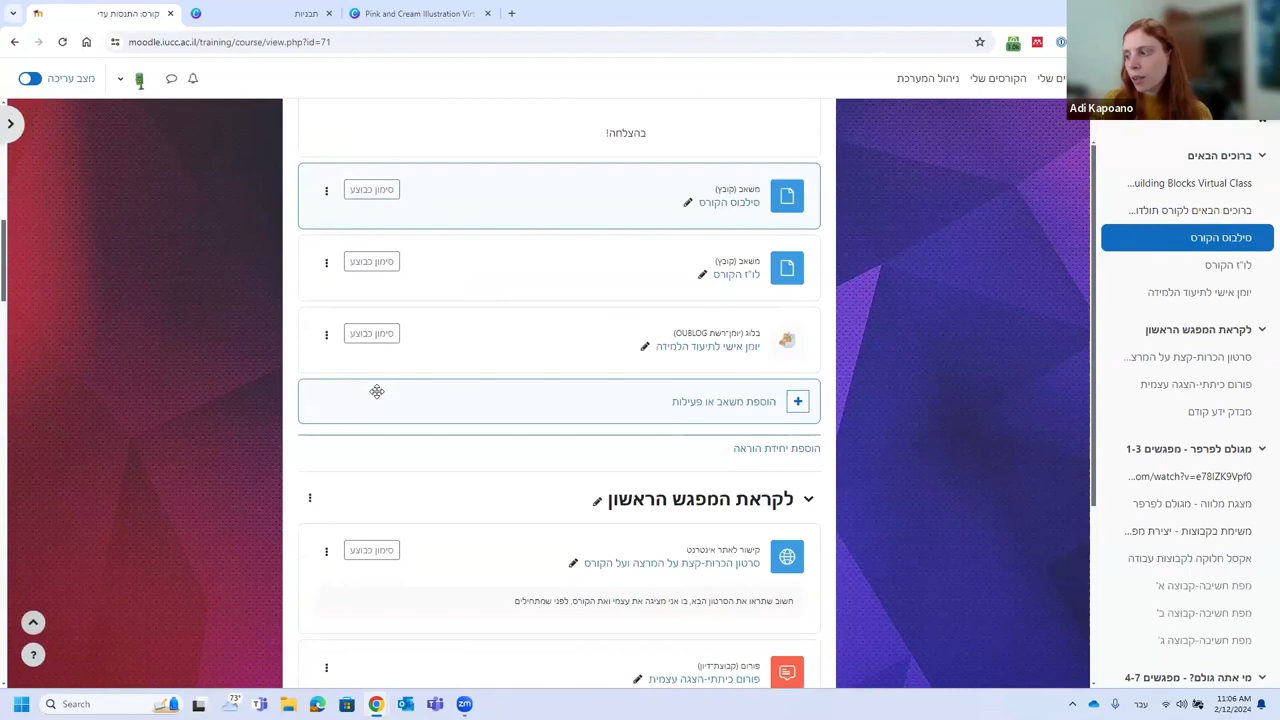 קורס: התנסות עדי
תבניות
Pink and Cream Illustration Virt
moodle.iucc.ac.il/training/course/view.php?id=71
1.0k
Adi Kapoano
מצב עריכה
ניהול המערכת
הקורסים שלי
ים שלי
בהצלחה!
משאב (קובץ)
סילבוס הקורס
סימון כבוצע
משאב (קובץ)
לו"ז הקורס
סימון כבוצע
בלוג (יומן־רשת OUBLOG)
יומן אישי לתיעוד הלמידה
סימון כבוצע
הוספת משאב או פעילות
הוספת יחידת הוראה
לקראת המפגש הראשון
קישור לאתר אינטרנט
סרטון הכרות-קצת על המרצה ועל הקורס
סימון כבוצע
חשוב שתראו את הסרטון הבא, בו אני מציגה את עצמי ואת הקורס, לפני שמתחילים
פורום (קבוצת־דיון)
פורום כיתתי-הצגה עצמית
ברוכים הבאים
...uilding Blocks Virtual Class
ברוכים הבאים לקורס תולדו...
סילבוס הקורס
לו"ז הקורס
יומן אישי לתיעוד הלמידה
לקראת המפגש הראשון
סרטון הכרות-קצת על המרצ...
פורום כיתתי-הצגה עצמית
מבדק ידע קודם
מגולם לפרפר - מפגשים 1-3
...om/watch?v=e78IZK9Vpf0
מצגת מלווה - מגולם לפרפר
משימת בקבוצות - יצירת מפ...
אקסל חלוקה לקבוצות עבודה
מפת חשיבה-קבוצה א'
מפת חשיבה-קבוצה ב'
מפת חשיבה-קבוצה ג'
מי אתה גולם? - מפגשים 4-7
?
Search
73°
עבר
11:06 AM
2/12/2024